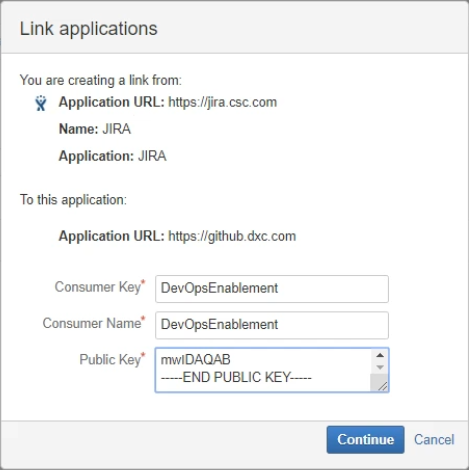 Link applications
You are creating a link from:
Application URL: https://jira.csc.com
Name: JIRA
Application: JIRA
To this application:
Application URL: https://github.dxc.com
Consumer Key* DevOpsEnablement
Consumer Name* DevOpsEnablement
Public Key* mwIDAQAB
-----END PUBLIC KEY-----
Continue Cancel